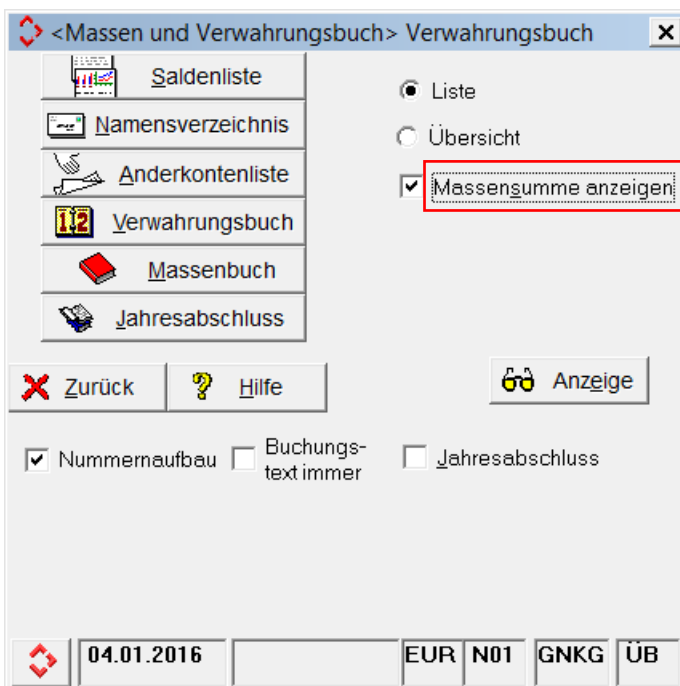 <Massen und Verwahrungsbuch> Verwahrungsbuch
Saldenliste
Namensverzeichnis
Anderkontenliste
Verwahrungsbuch
Massenbuch
Jahresabschluss
Liste
Übersicht
Massensumme anzeigen
Zurück
Hilfe
Anzeige
Nummernaufbau
Buchungs-
text immer
Jahresabschluss
04.01.2016 EUR N01 GNKG ÜB